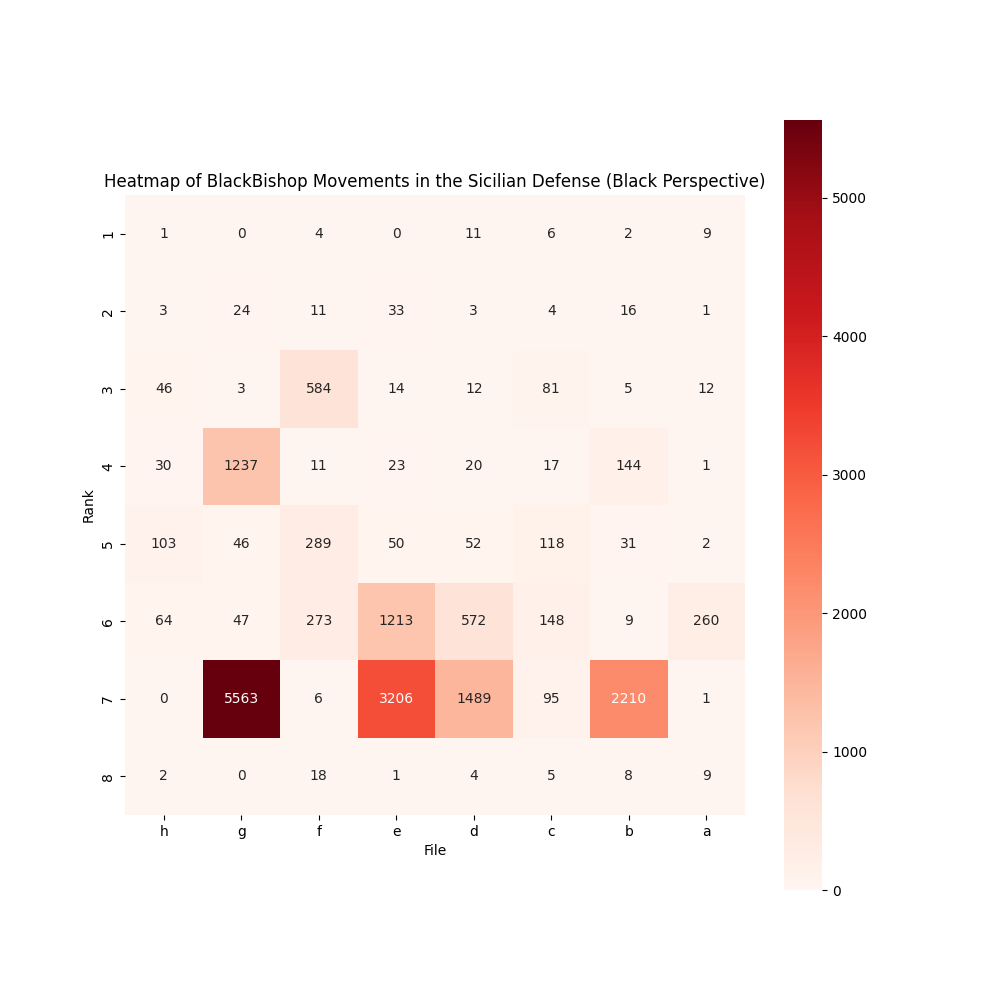 Heatmap of BlackBishop Movements in the Sicilian Defense (Black Perspective)
1 1 0 4 0 11 6 2 9
2 3 24 11 33 3 4 16 1
3 46 3 584 14 12 81 5 12
4 30 1237 11 23 20 17 144 1
5 103 46 289 50 52 118 31 2
6 64 47 273 1213 572 148 9 260
7 0 5563 6 3206 1489 95 2210 1
8 2 0 18 1 4 5 8 9
h g f e d c b a
File
Rank
5000
4000
3000
2000
1000
0